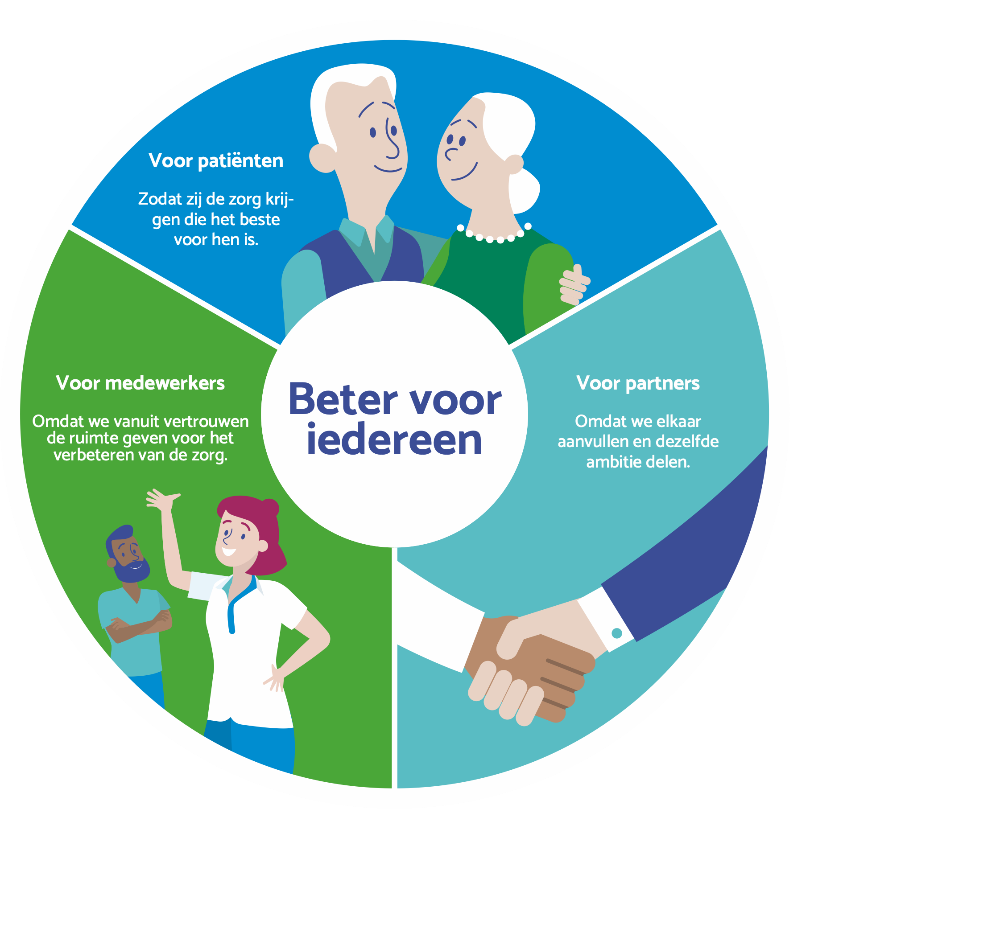 Voor patiënten
Zodat zij de zorg krij-
gen die het beste
voor hen is.
Voor medewerkers
Omdat we vanuit vertrouwen
de ruimte geven voor het
verbeteren van de zorg.
Beter voor
iedereen
Voor partners
Omdat we elkaar
aanvullen en dezelfde
ambitie delen.